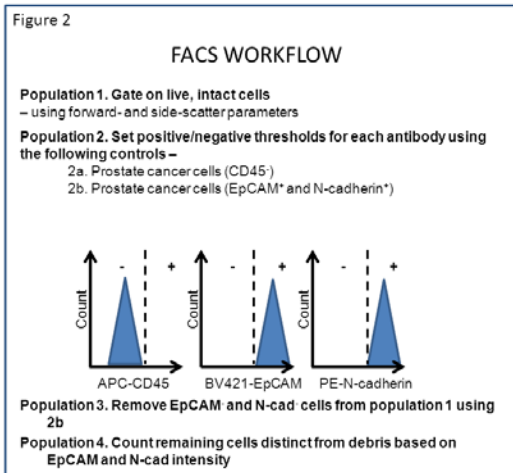 Figure 2
FACS WORKFLOW
Population 1. Gate on live, intact cells
– using forward- and side-scatter parameters
Population 2. Set positive/negative thresholds for each antibody using
the following controls –
2a. Prostate cancer cells (CD45⁻)
2b. Prostate cancer cells (EpCAM⁺ and N-cadherin⁺)
- + - + - +
Count Count Count
APC-CD45 BV421-EpCAM PE-N-cadherin
Population 3. Remove EpCAM⁻ and N-cad⁻ cells from population 1 using
2b
Population 4. Count remaining cells distinct from debris based on
EpCAM and N-cad intensity